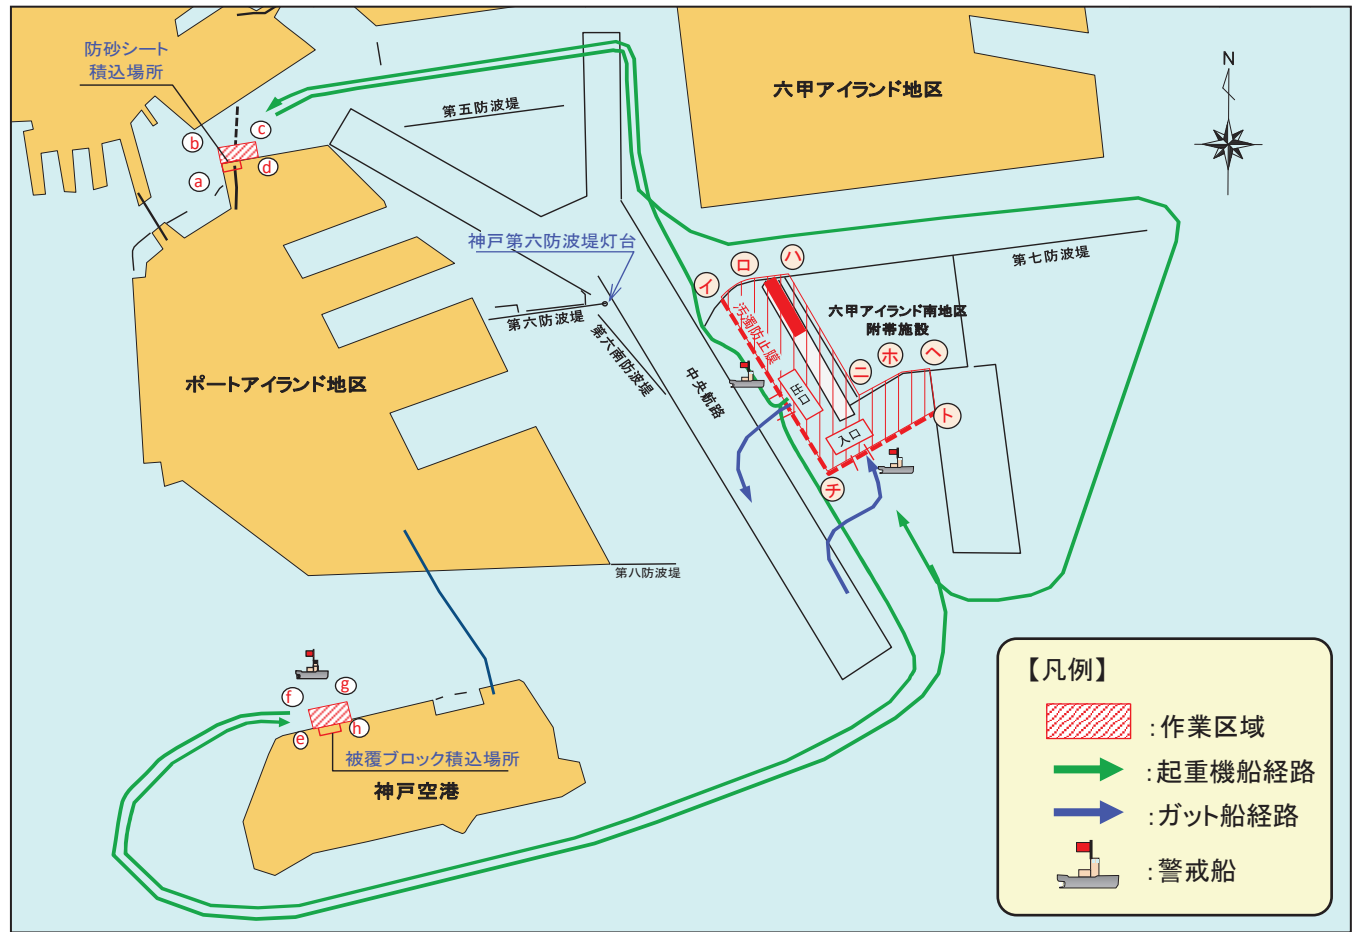 防砂シート
積込場所
第五防波堤
六甲アイランド地区
N
b
c
a
d
神戸第六防波堤灯台
イ
ロ
ハ
第七防波堤
六甲アイランド南地区
附帯施設
汚濁防止膜
第六防波堤
第六南防波堤
中央航路
ニ
ホ
ヘ
ト
チ
出口
入口
ポートアイランド地区
第八防波堤
f
g
e
h
被覆ブロック積込場所
神戸空港
【凡例】
:作業区域
:起重機船経路
:ガット船経路
:警戒船